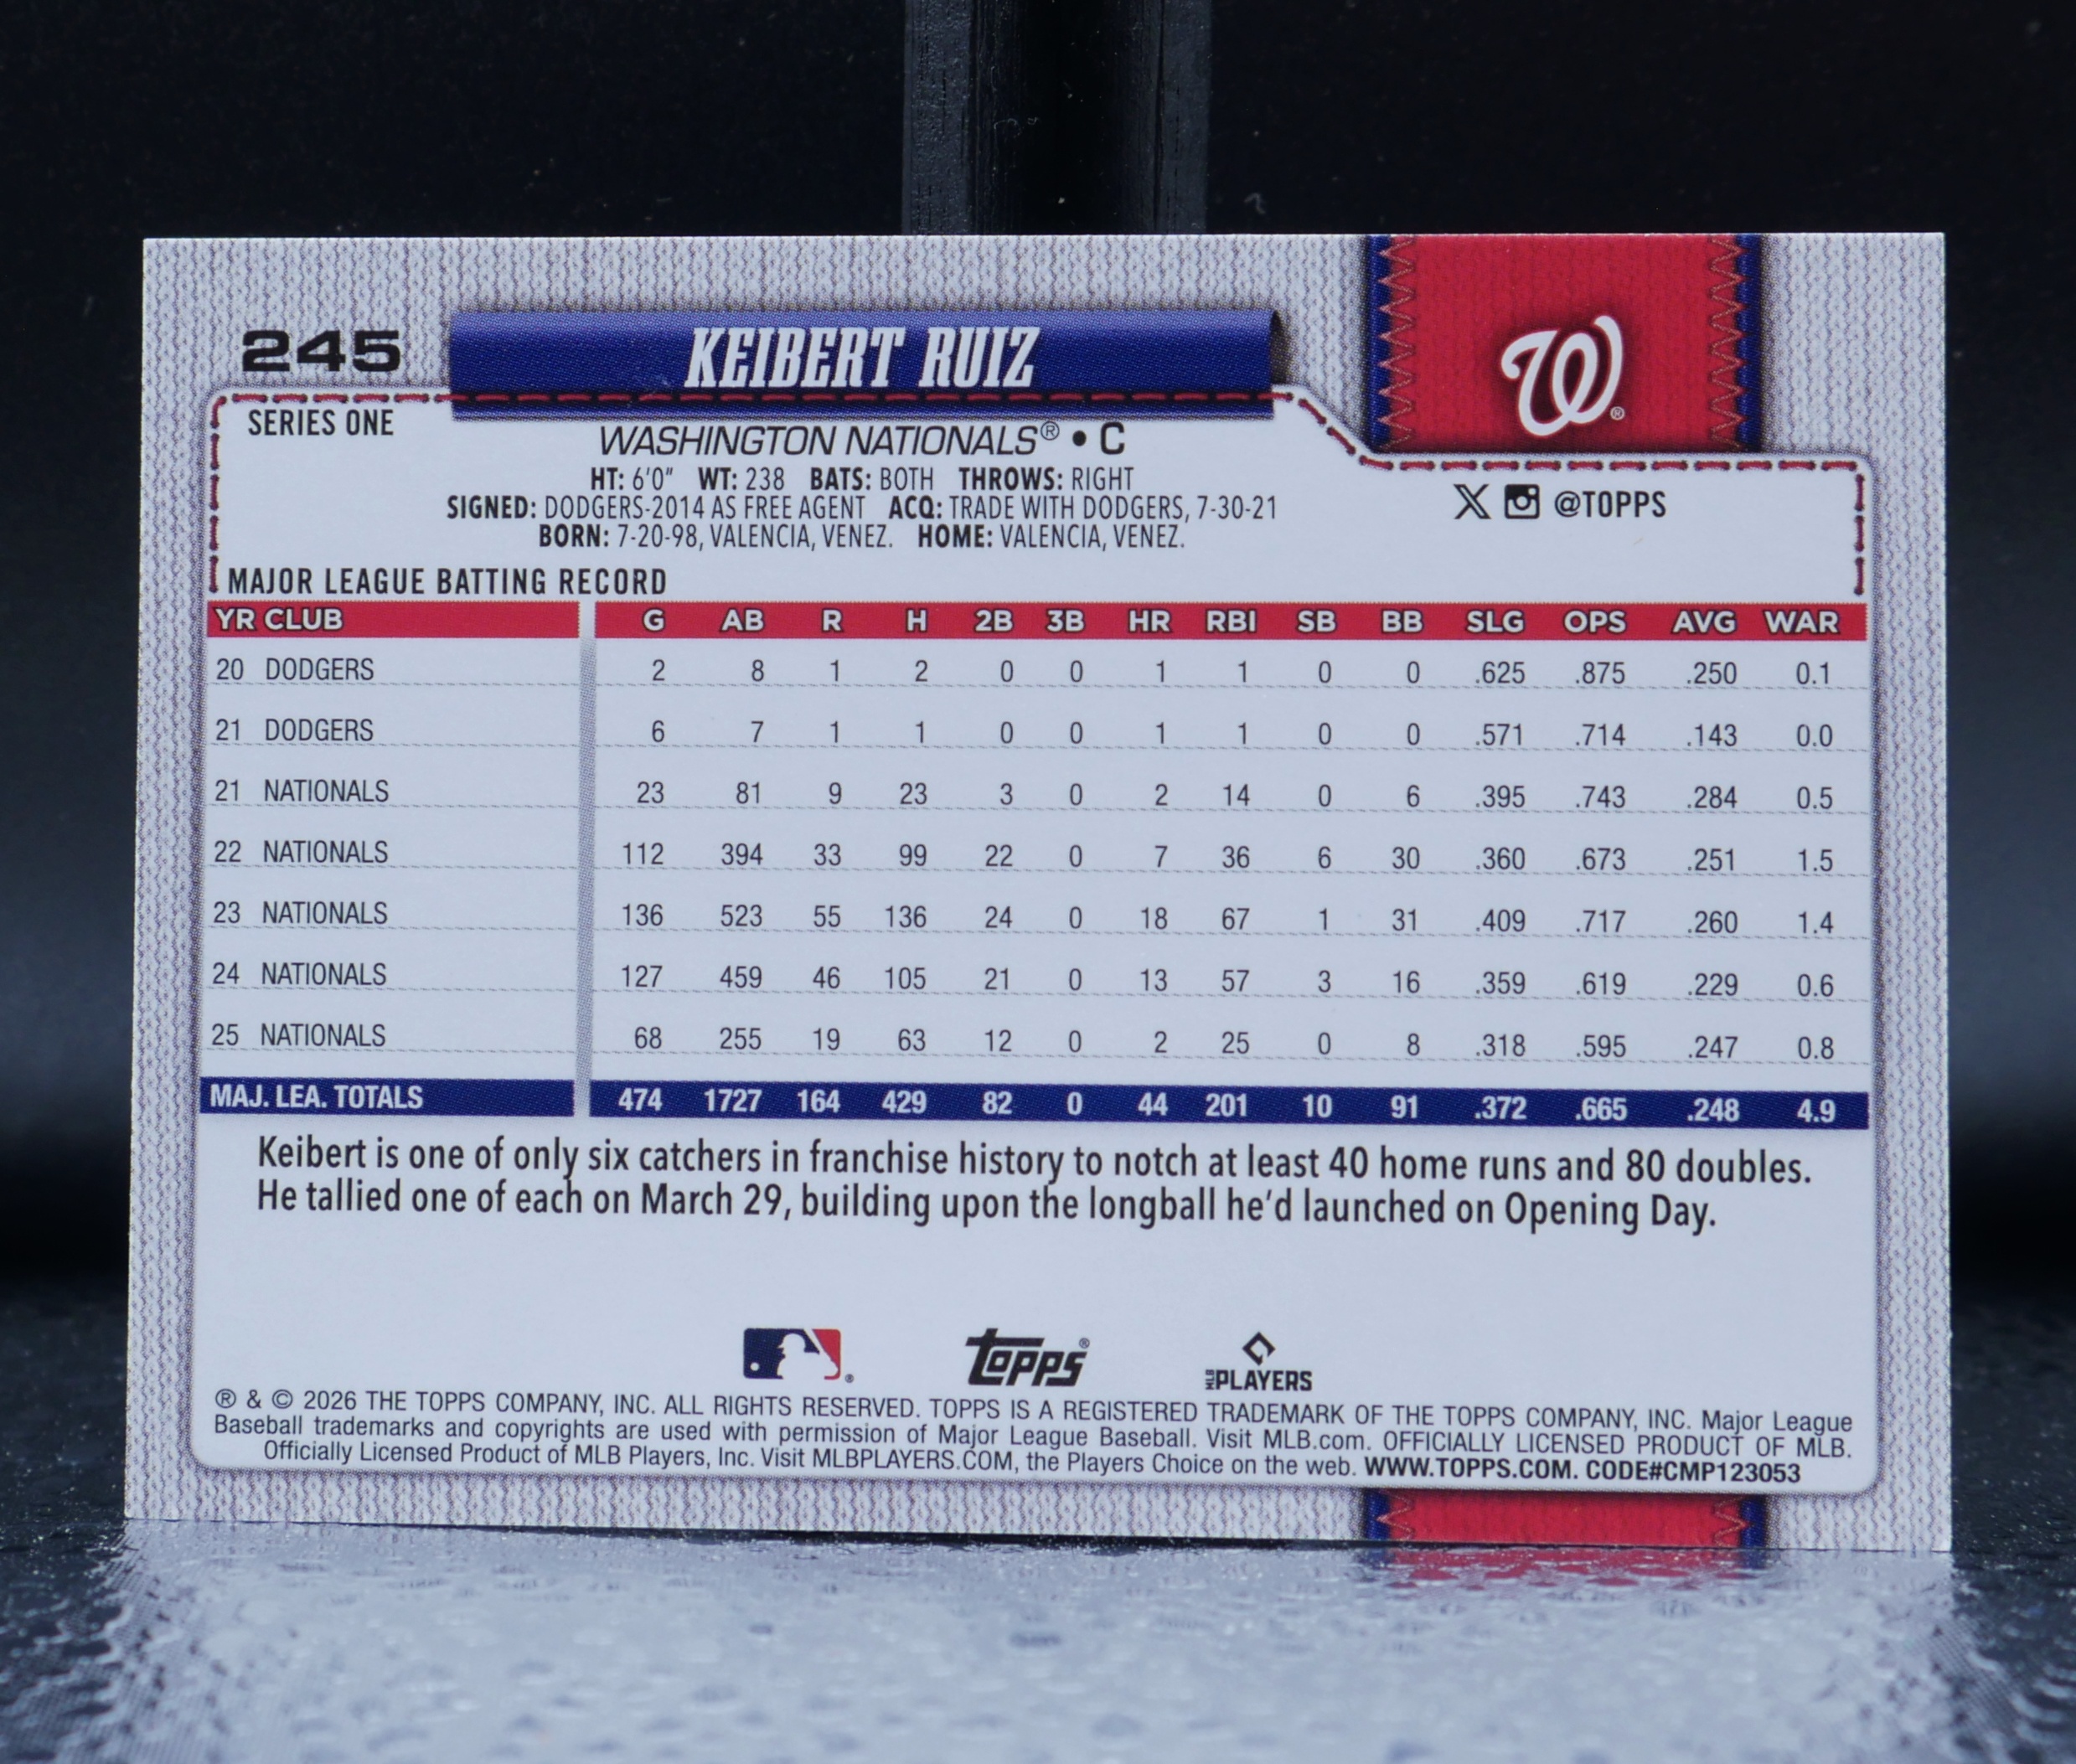 245
KEIBERT RUIZ
W®
SERIES ONE
WASHINGTON NATIONALS® • C
HT: 6'0" WT: 238 BATS: BOTH THROWS: RIGHT
SIGNED: DODGERS-2014 AS FREE AGENT ACQ: TRADE WITH DODGERS, 7-30-21
BORN: 7-20-98, VALENCIA, VENEZ. HOME: VALENCIA, VENEZ.
X @TOPPS
MAJOR LEAGUE BATTING RECORD
YR CLUB G AB R H 2B 3B HR RBI SB BB SLG OPS AVG WAR
20 DODGERS 2 8 1 2 0 0 1 1 0 0 .625 .875 .250 0.1
21 DODGERS 6 7 1 1 0 0 1 1 0 0 .571 .714 .143 0.0
21 NATIONALS 23 81 9 23 3 0 2 14 0 6 .395 .743 .284 0.5
22 NATIONALS 112 394 33 99 22 0 7 36 6 30 .360 .673 .251 1.5
23 NATIONALS 136 523 55 136 24 0 18 67 1 31 .409 .717 .260 1.4
24 NATIONALS 127 459 46 105 21 0 13 57 3 16 .359 .619 .229 0.6
25 NATIONALS 68 255 19 63 12 0 2 25 0 8 .318 .595 .247 0.8
MAJ. LEA. TOTALS 474 1727 164 429 82 0 44 201 10 91 .372 .665 .248 4.9
Keibert is one of only six catchers in franchise history to notch at least 40 home runs and 80 doubles.
He tallied one of each on March 29, building upon the longball he'd launched on Opening Day.
® topps® MLB PLAYERS
® & © 2026 THE TOPPS COMPANY, INC. ALL RIGHTS RESERVED. TOPPS IS A REGISTERED TRADEMARK OF THE TOPPS COMPANY, INC. Major League
Baseball trademarks and copyrights are used with permission of Major League Baseball. Visit MLB.com. OFFICIALLY LICENSED PRODUCT OF MLB.
Officially Licensed Product of MLB Players, Inc. Visit MLBPLAYERS.COM, the Players Choice on the web. WWW.TOPPS.COM. CODE#CMP123053